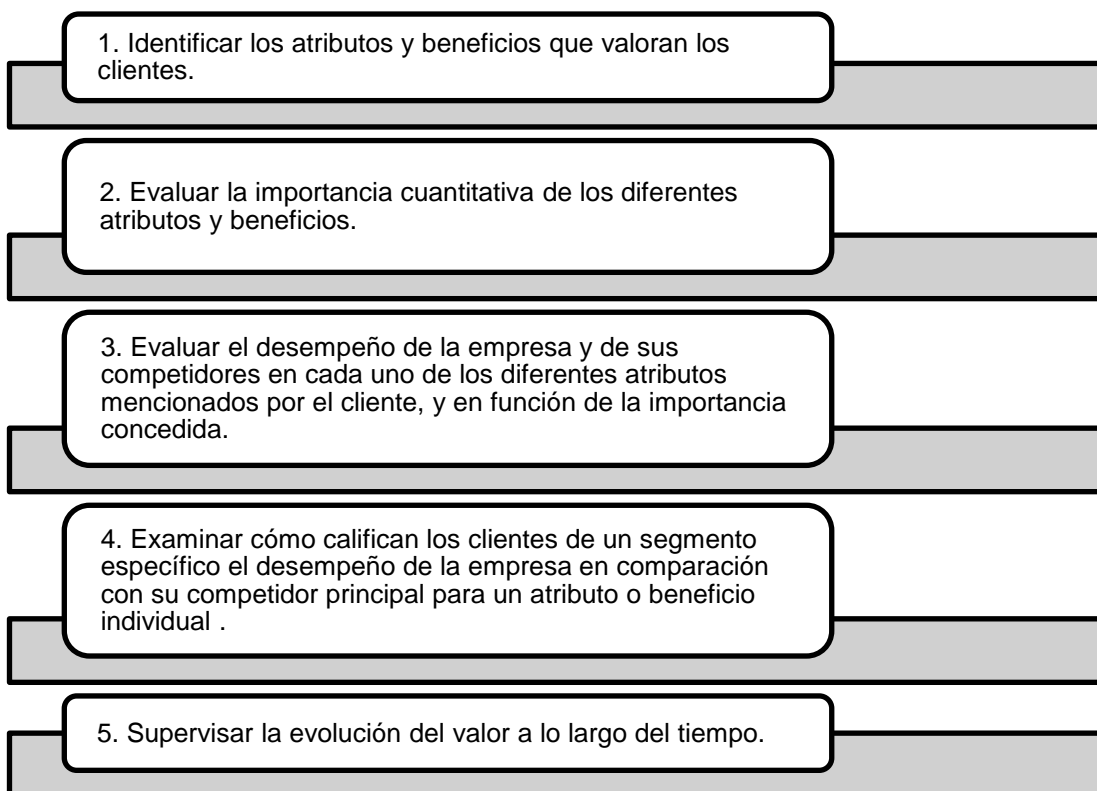 1. Identificar los atributos y beneficios que valoran los
clientes.
2. Evaluar la importancia cuantitativa de los diferentes
atributos y beneficios.
3. Evaluar el desempeño de la empresa y de sus
competidores en cada uno de los diferentes atributos
mencionados por el cliente, y en función de la importancia
concedida.
4. Examinar cómo califican los clientes de un segmento
específico el desempeño de la empresa en comparación
con su competidor principal para un atributo o beneficio
individual .
5. Supervisar la evolución del valor a lo largo del tiempo.